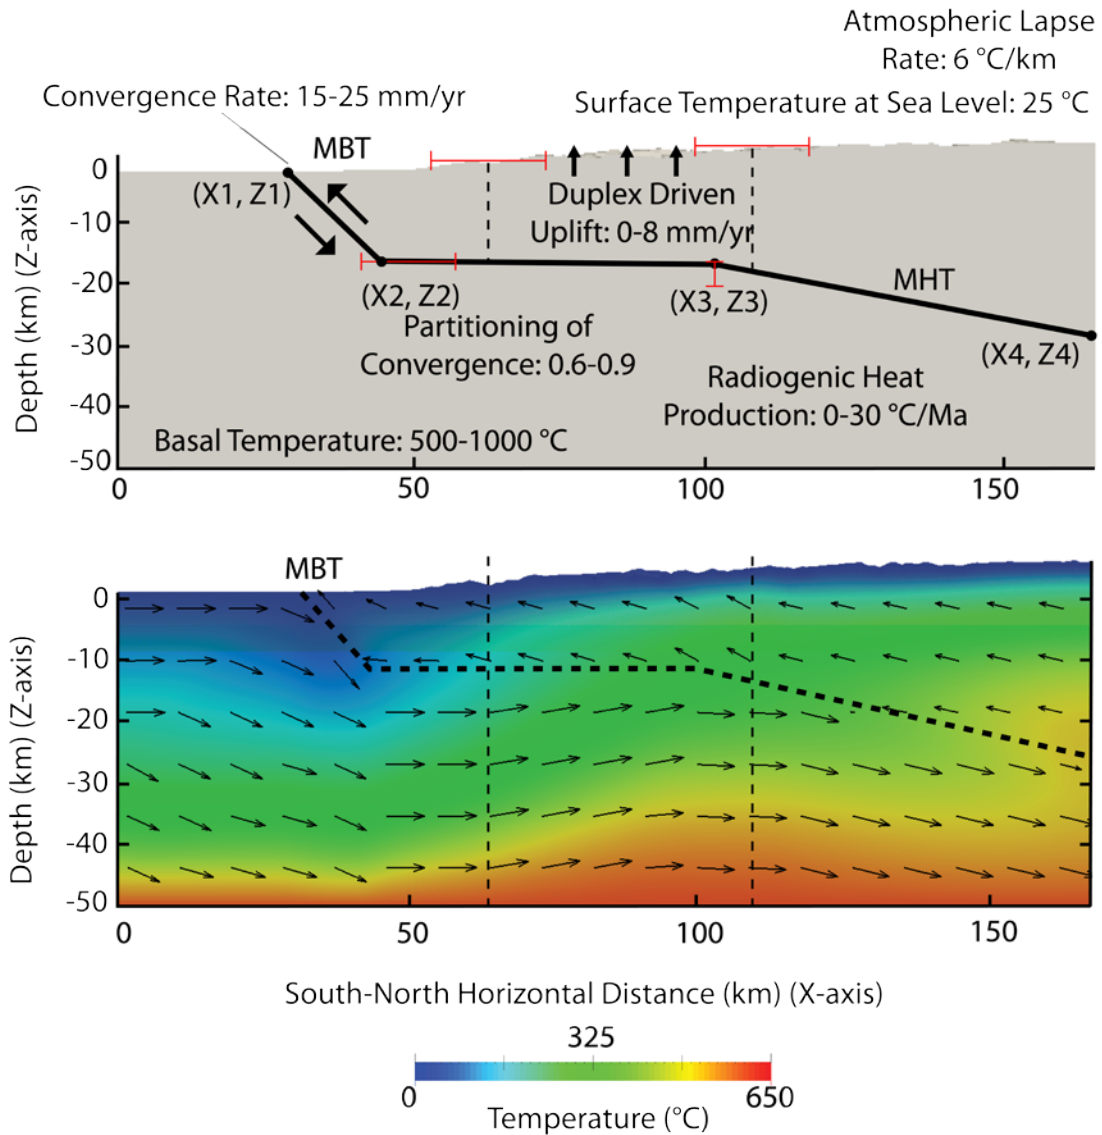 Atmospheric Lapse
Rate: 6 °C/km
Convergence Rate: 15-25 mm/yr
Surface Temperature at Sea Level: 25 °C
MBT
0
(X1, Z1)
Duplex Driven
Uplift: 0-8 mm/yr
-10
-20
MHT
(X2, Z2)
(X3, Z3)
Partitioning of
Convergence: 0.6-0.9
-30
(X4, Z4)
Radiogenic Heat
Production: 0-30 °C/Ma
-40
Basal Temperature: 500-1000 °C
-50
Depth (km) (Z-axis)
0
50
100
150
MBT
0
-10
-20
-30
-40
-50
Depth (km) (Z-axis)
0
50
100
150
South-North Horizontal Distance (km) (X-axis)
325
0
650
Temperature (°C)